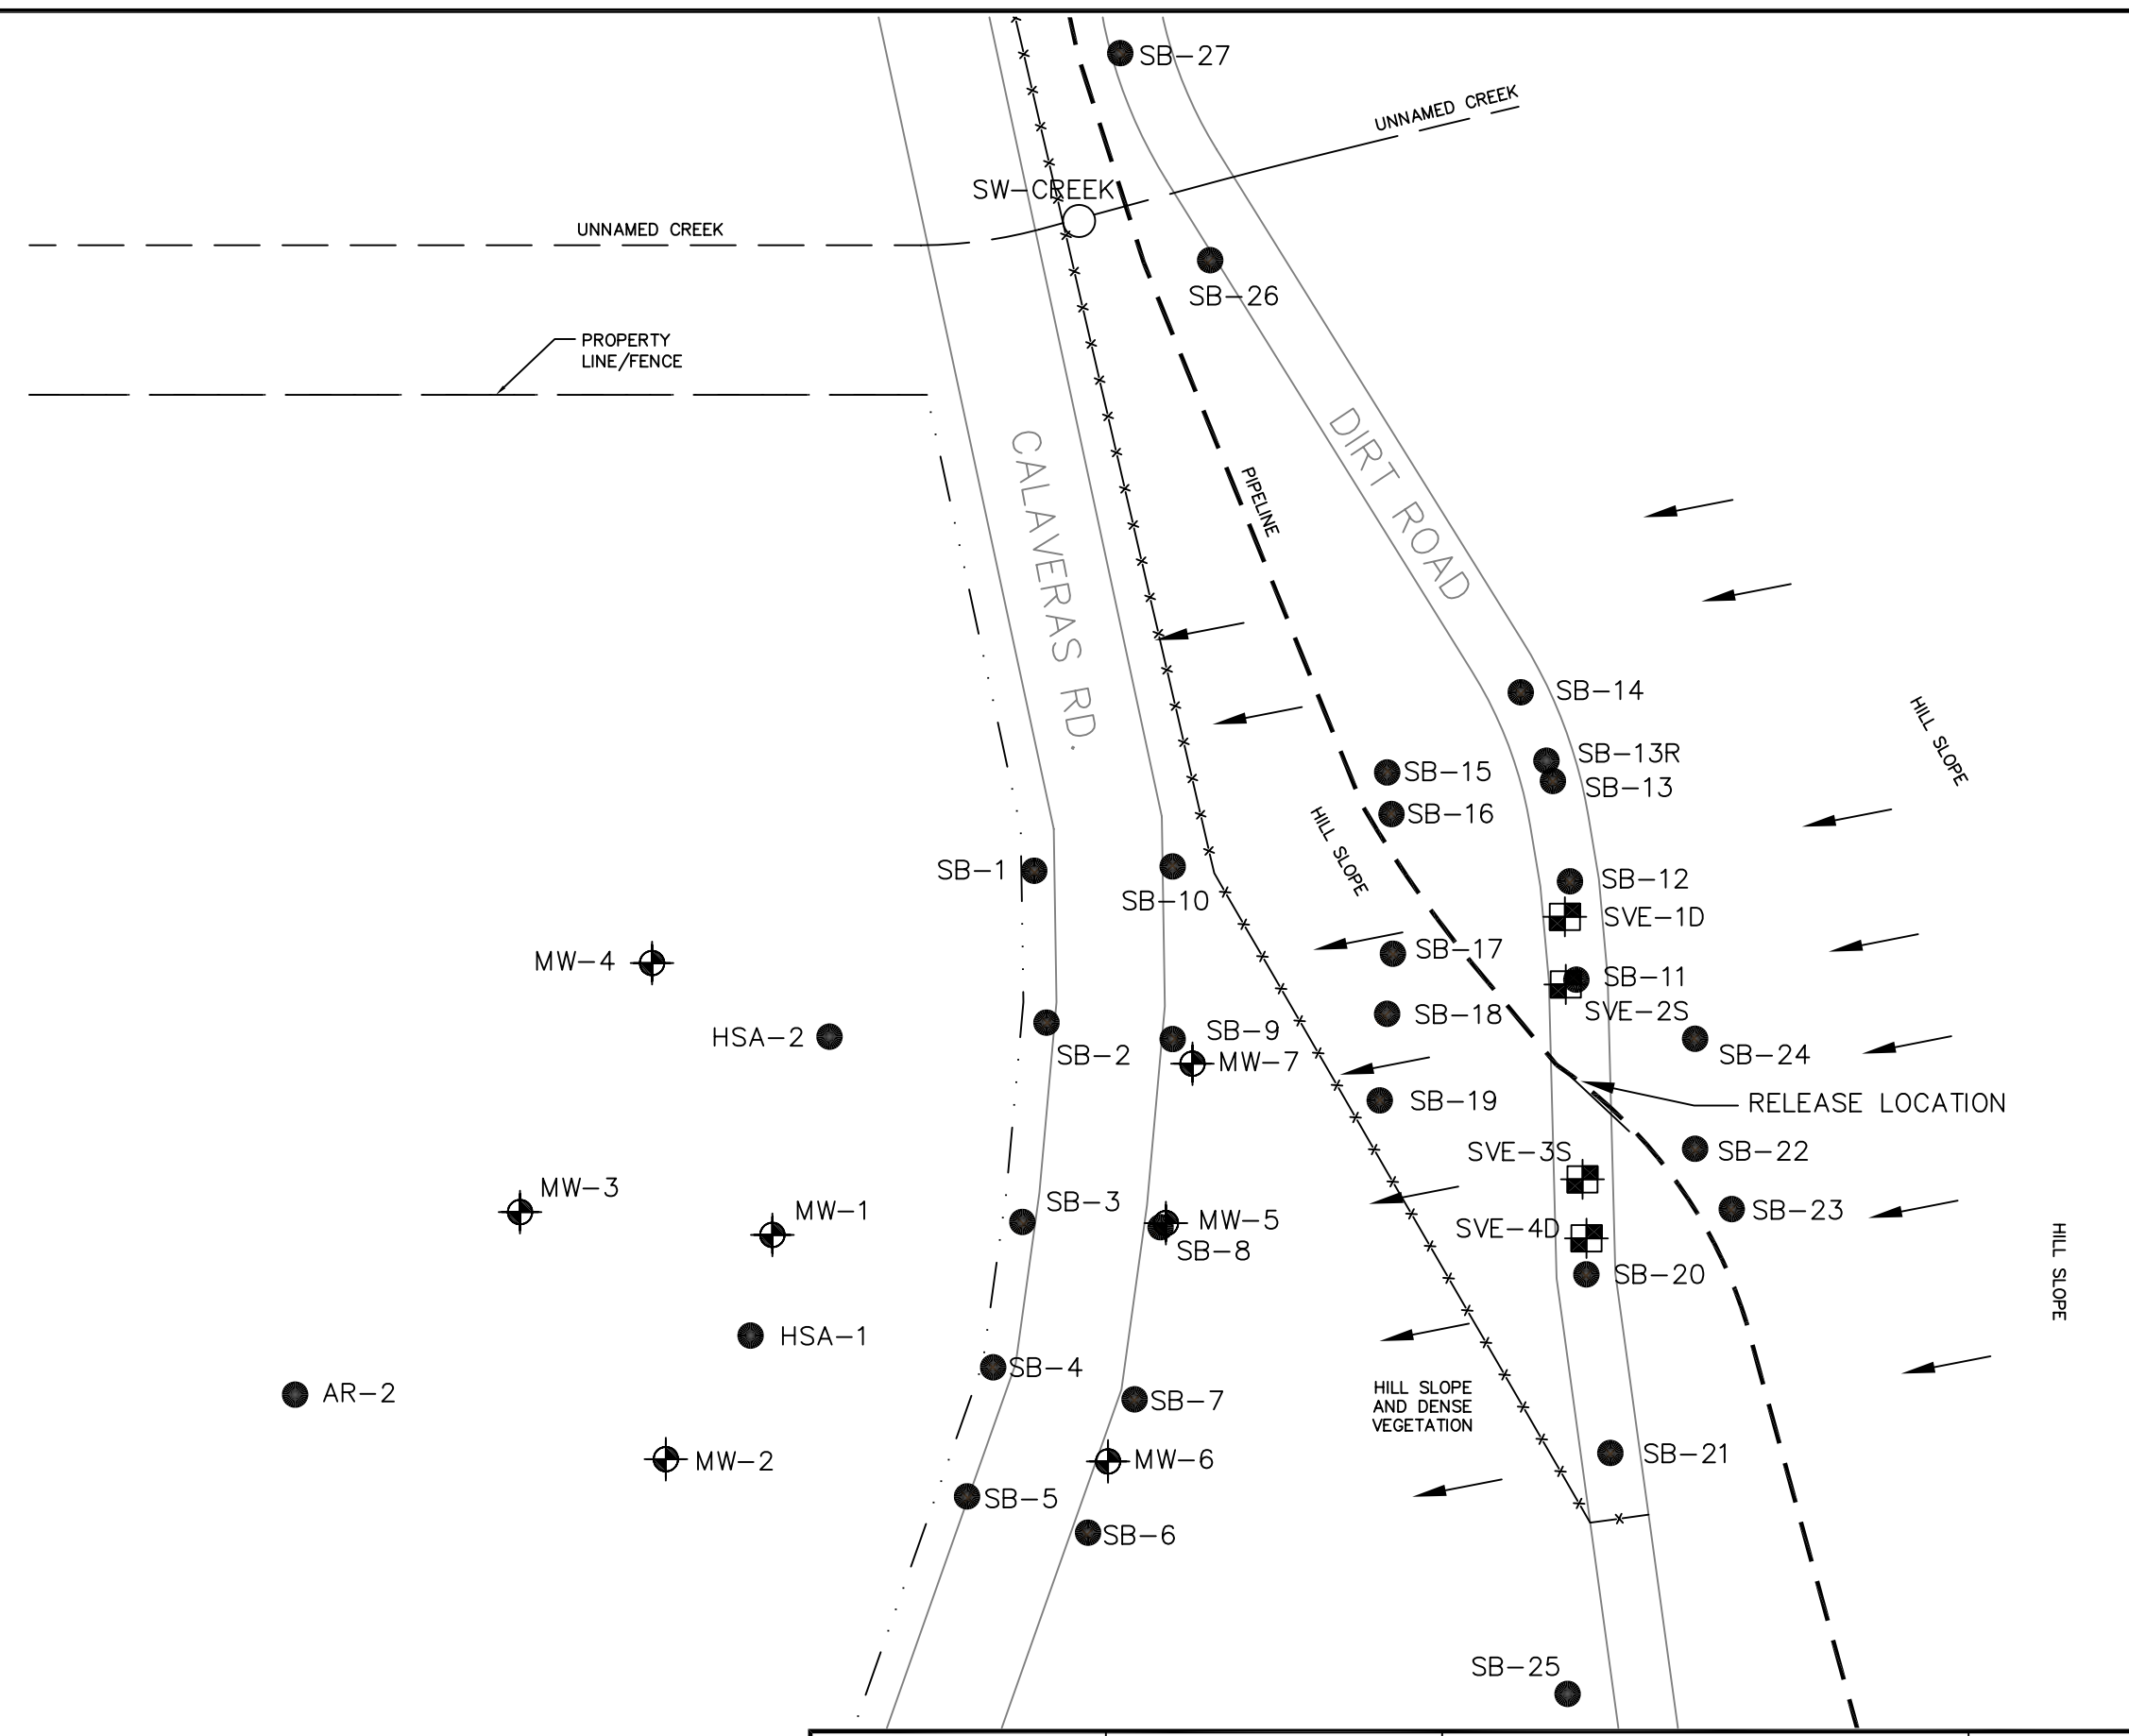 SB-27
UNNAMED CREEK
SW-CREEK
UNNAMED CREEK
SB-26
PROPERTY
LINE/FENCE
CALAVERAS RD.
DIRT ROAD
PIPELINE
SB-14
HILL SLOPE
SB-13R
SB-15
SB-13
SB-16
HILL SLOPE
SB-1
SB-10
SB-12
SVE-1D
MW-4
SB-17
SB-11
SVE-2S
SB-18
HSA-2
SB-9
SB-2
MW-7
SB-24
SB-19
RELEASE LOCATION
SVE-3S
SB-22
MW-3
SB-3
MW-1
MW-5
SB-23
SVE-4D
SB-8
HILL SLOPE
SB-20
HSA-1
SB-4
AR-2
SB-7
HILL SLOPE
AND DENSE
VEGETATION
MW-2
MW-6
SB-21
SB-5
SB-6
SB-25